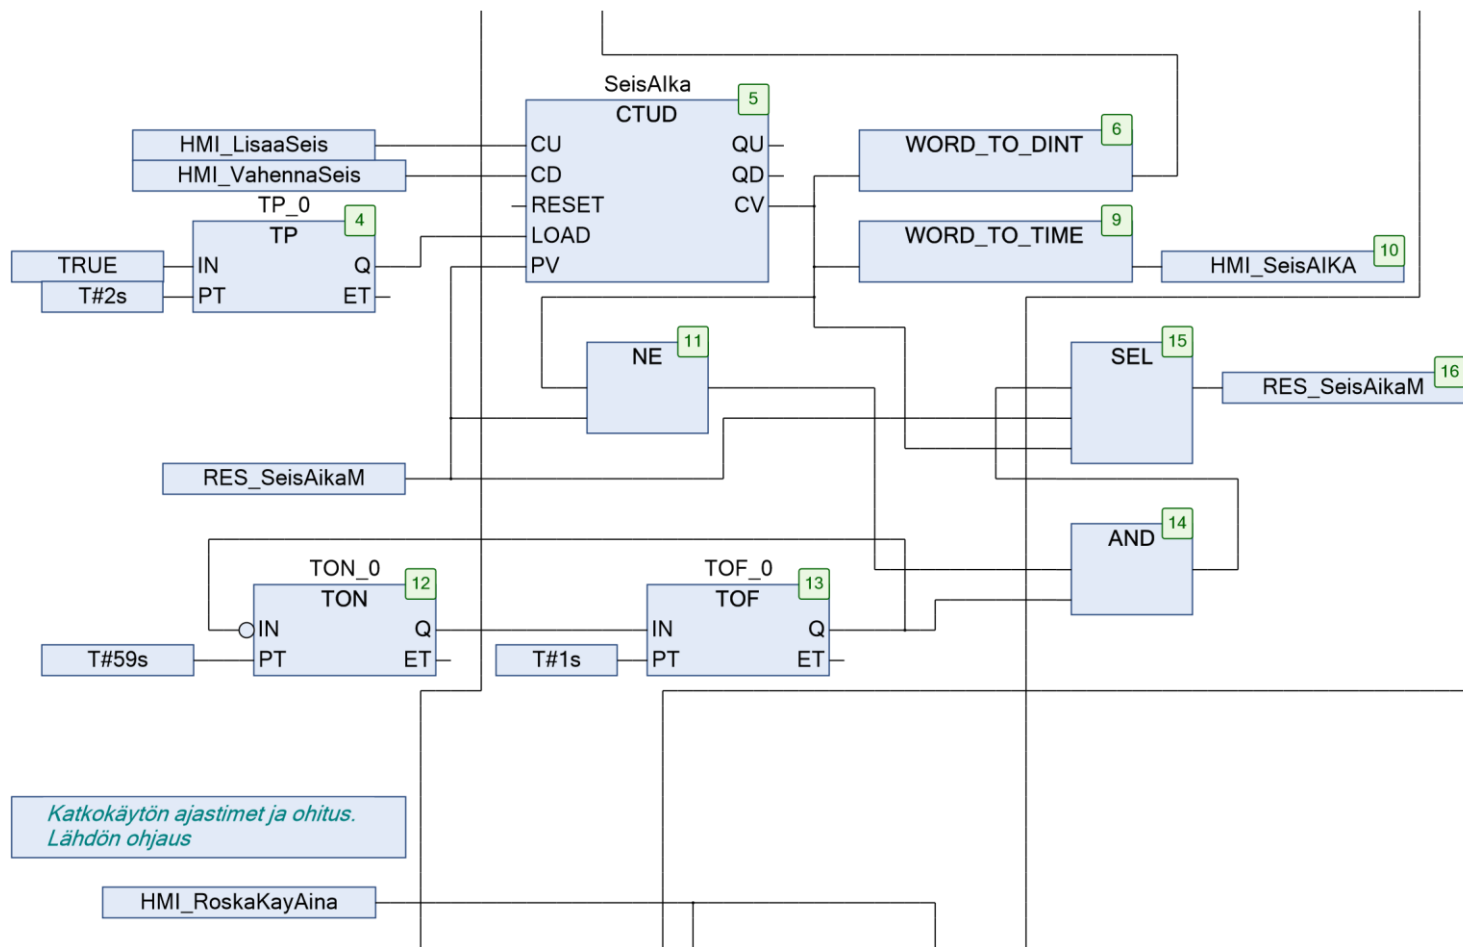 SeisAIka
5
CTUD
HMI_LisaaSeis
CU
QU
HMI_VahennaSeis
CD
QD
RESET
CV
LOAD
PV
6
WORD_TO_DINT
TP_0
4
TP
TRUE
IN
Q
T#2s
PT
ET
9
WORD_TO_TIME
10
HMI_SeisAIKA
11
NE
15
SEL
16
RES_SeisAikaM
RES_SeisAikaM
14
AND
TON_0
12
TON
IN
Q
T#59s
PT
ET
TOF_0
13
TOF
IN
Q
T#1s
PT
ET
Katkokäytön ajastimet ja ohitus.
Lähdön ohjaus
HMI_RoskaKayAina